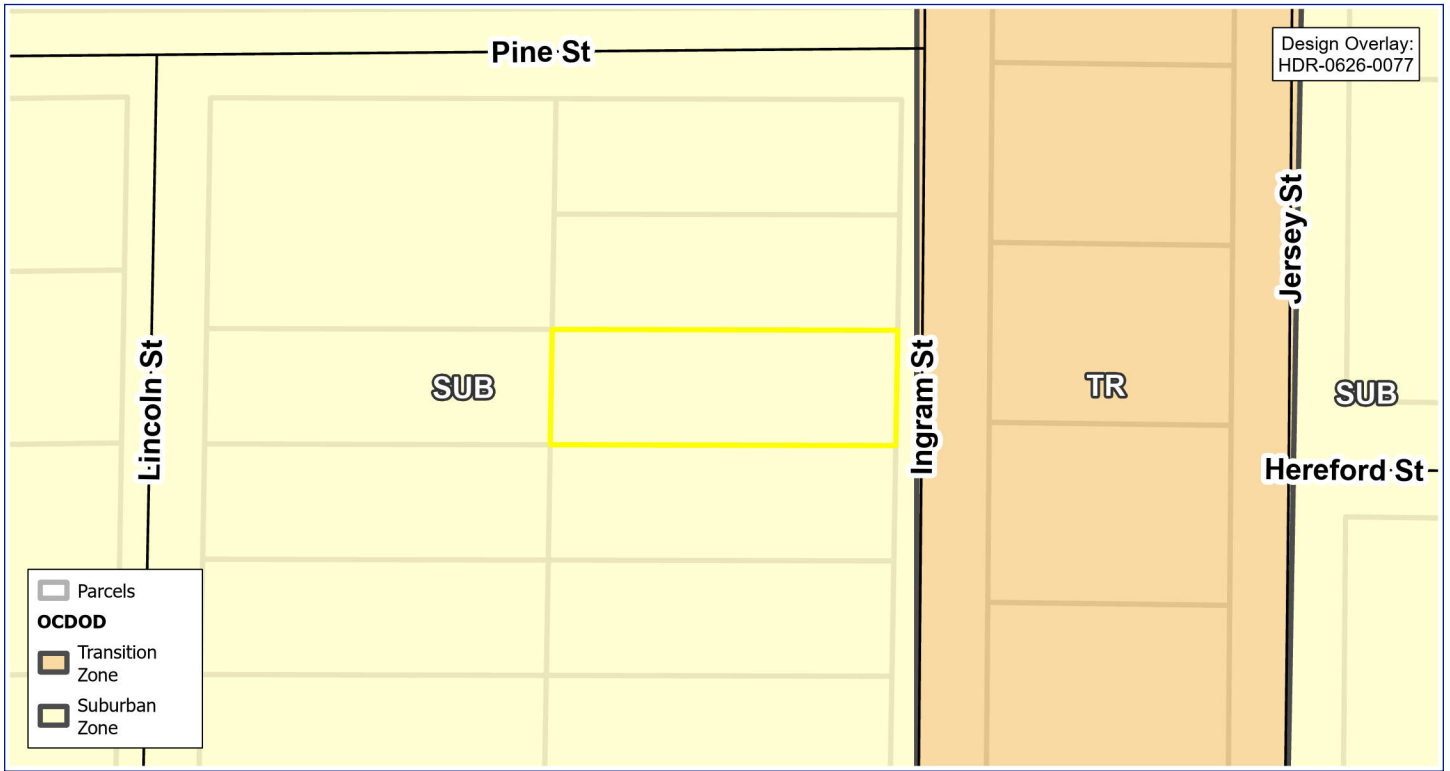 Pine St
Design Overlay:
HDR-0626-0077
Jersey St
Lincoln St
SUB
Ingram St
TR
SUB
Hereford St
Parcels
OCDOD
Transition
Zone
Suburban
Zone